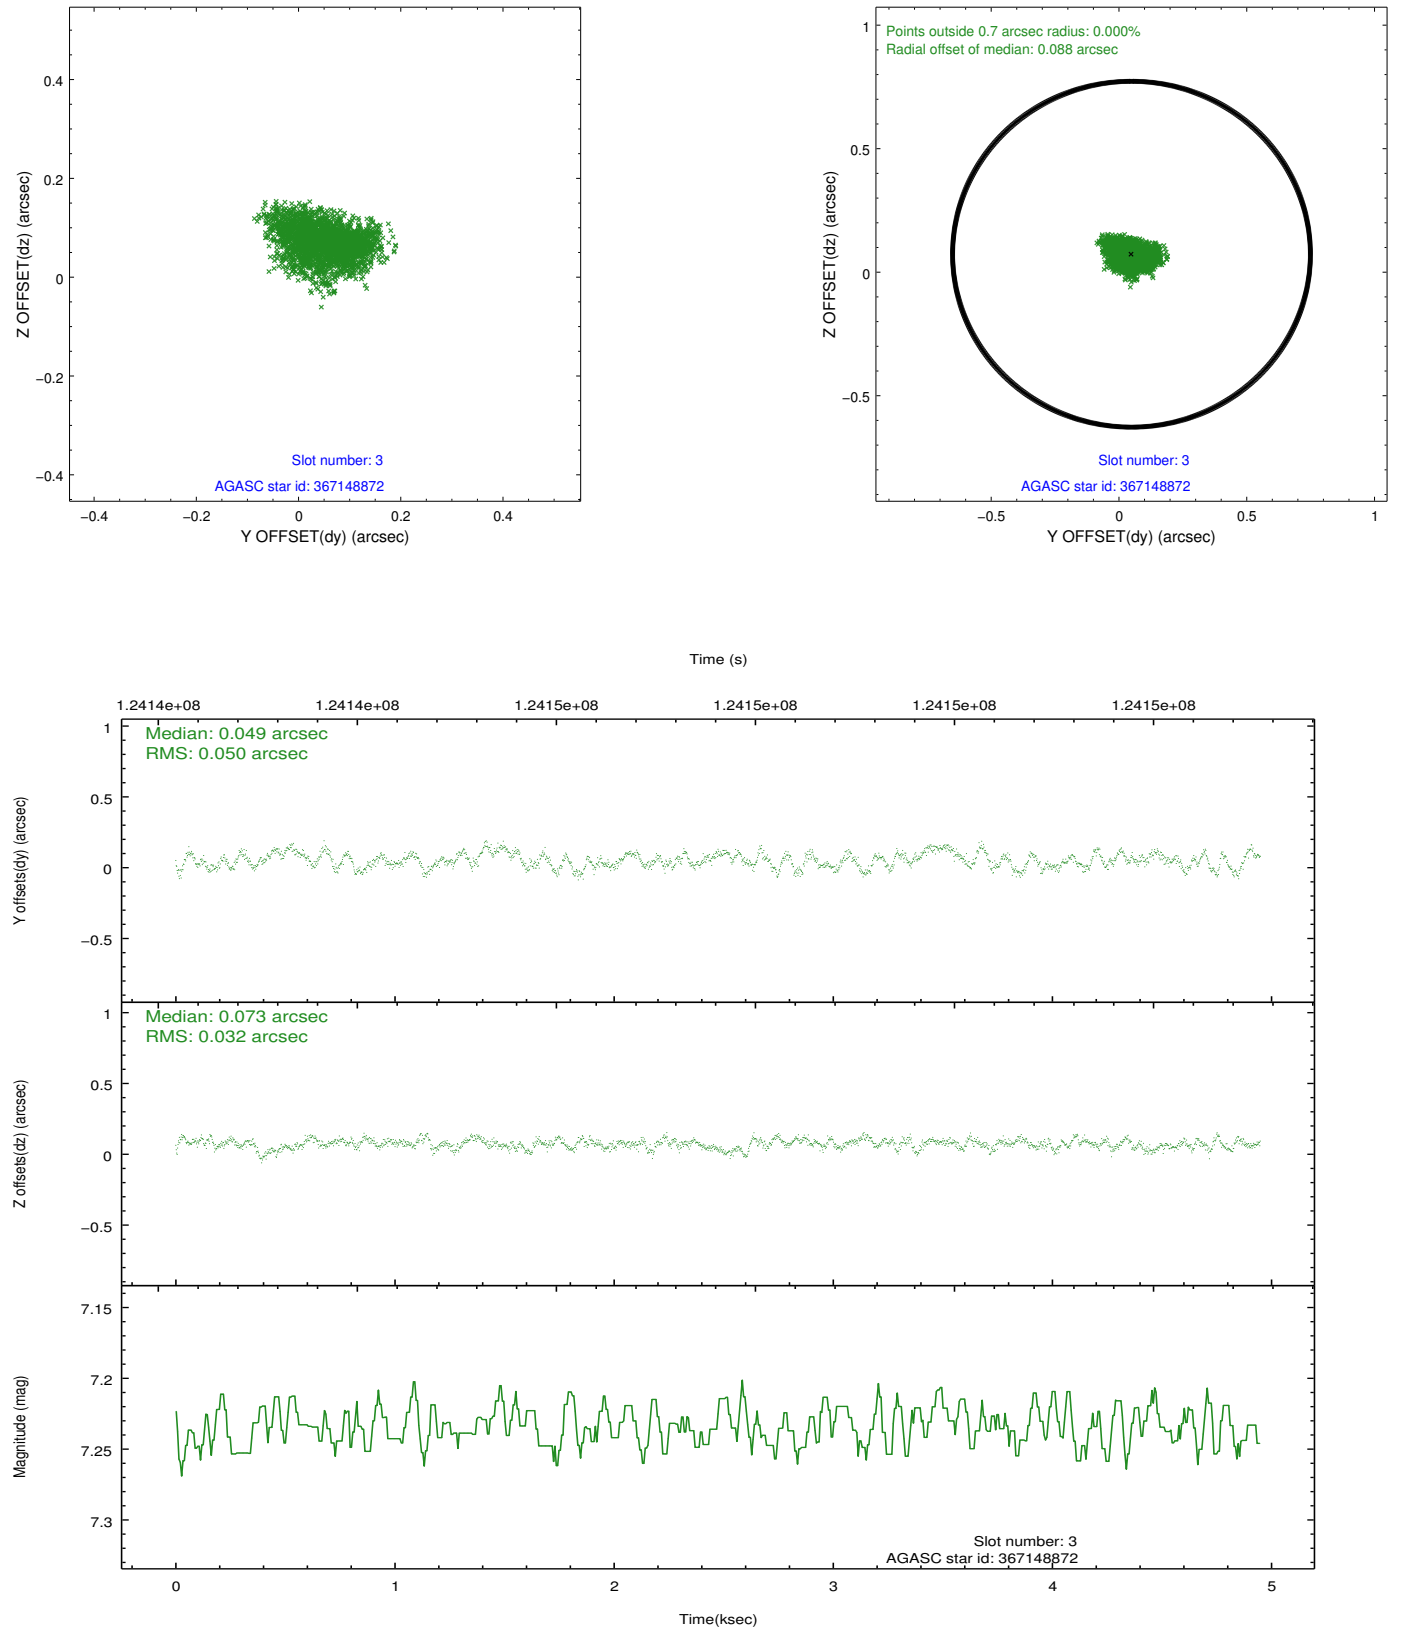 0.4
0.2
0
−0.2
−0.4
Z OFFSET(dz) (arcsec)
Slot number: 3
AGASC star id: 367148872
−0.4 −0.2 0 0.2 0.4
Y OFFSET(dy) (arcsec)
Points outside 0.7 arcsec radius: 0.000%
Radial offset of median: 0.088 arcsec
1
0.5
0
−0.5
Z OFFSET(dz) (arcsec)
Slot number: 3
AGASC star id: 367148872
−0.5 0 0.5 1
Y OFFSET(dy) (arcsec)
Time (s)
1.2414e+08 1.2414e+08 1.2415e+08 1.2415e+08 1.2415e+08 1.2415e+08
Median: 0.049 arcsec
RMS: 0.050 arcsec
1
0.5
0
−0.5
Y offsets(dy) (arcsec)
Median: 0.073 arcsec
RMS: 0.032 arcsec
1
0.5
0
−0.5
Z offsets(dz) (arcsec)
7.15
7.2
7.25
7.3
Magnitude (mag)
Slot number: 3
AGASC star id: 367148872
0 1 2 3 4 5
Time(ksec)